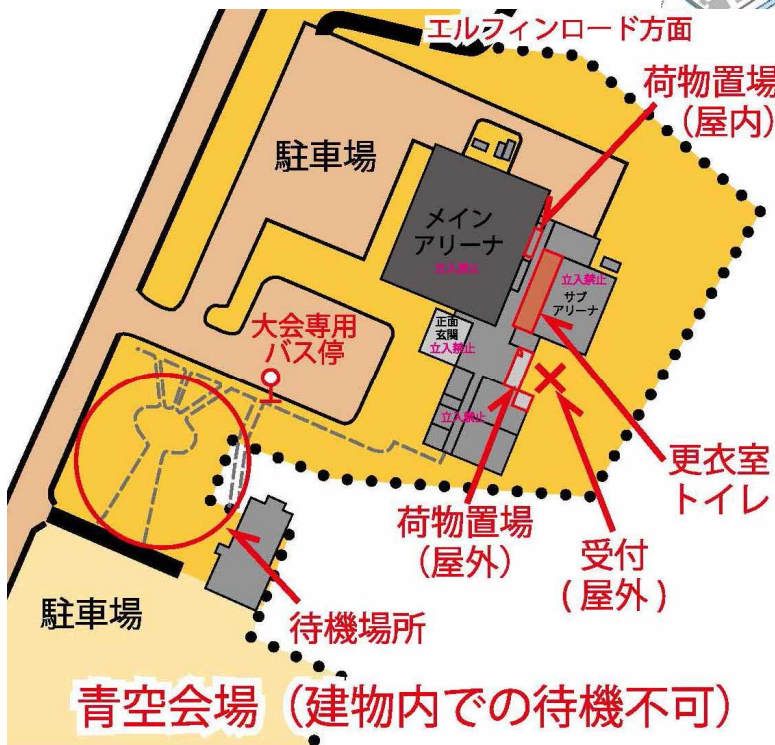 エルフィンロード方面
荷物置場
(屋内)
駐車場
メイン
アリーナ
立入禁止
立入禁止
サブ
アリーナ
正面
玄関
立入禁止
大会専用
バス停
立入禁止
更衣室
トイレ
荷物置場
(屋外)
受付
(屋外)
待機場所
駐車場
青空会場(建物内での待機不可)